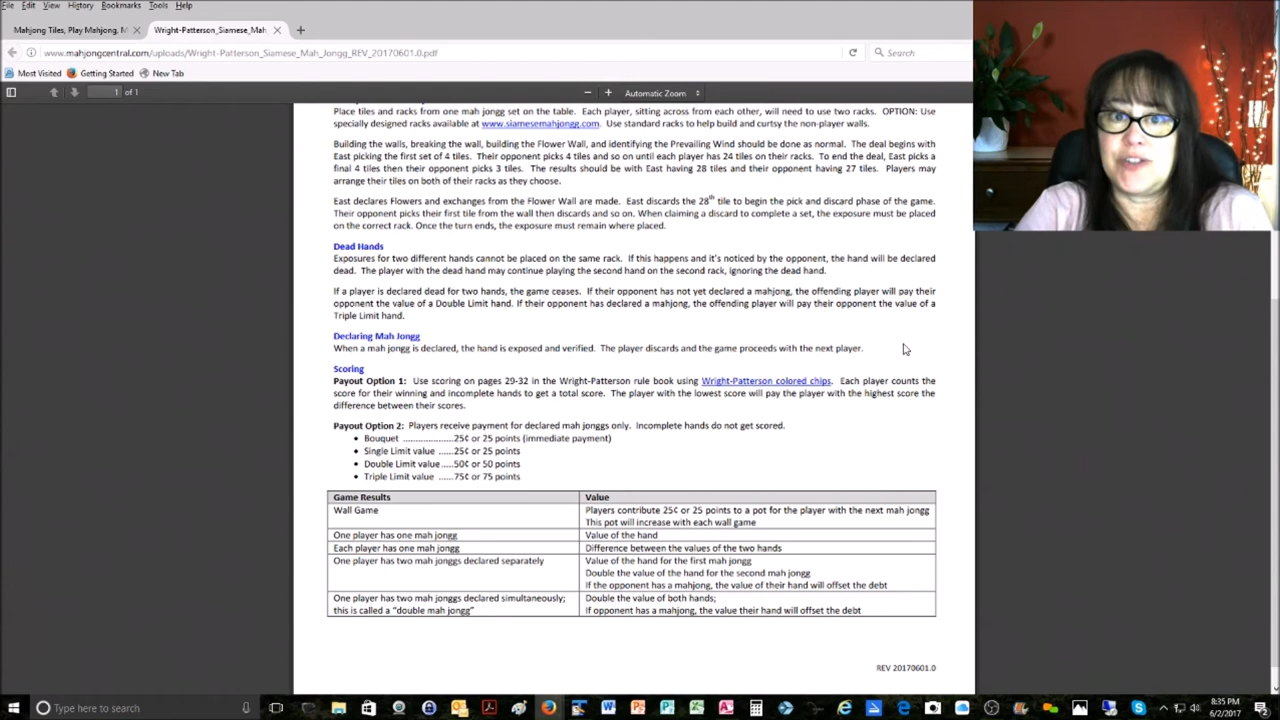 File Edit View History Bookmarks Tools Help
Mahjong Tiles, Play Mahjong, M
Wright-Patterson_Siamese_Mah_
www.mahjongcentral.com/uploads/Wright-Patterson_Siamese_Mah_Jongg_REV_20170601.0.pdf
Search
Most Visited Getting Started New Tab
1 of 1
Automatic Zoom
Place tiles and racks from one mah jongg set on the table. Each player, sitting across from each other, will need to use two racks. OPTION: Use
specially designed racks available at www.siamesemahjongg.com. Use standard racks to help build and curtsy the non-player walls.
Building the walls, breaking the wall, building the Flower Wall, and identifying the Prevailing Wind should be done as normal. The deal begins with
East picking the first set of 4 tiles. Their opponent picks 4 tiles and so on until each player has 24 tiles on their racks. To end the deal, East picks a
final 4 tiles then their opponent picks 3 tiles. The results should be with East having 28 tiles and their opponent having 27 tiles. Players may
arrange their tiles on both of their racks as they choose.
East declares Flowers and exchanges from the Flower Wall are made. East discards the 28th tile to begin the pick and discard phase of the game.
Their opponent picks their first tile from the wall then discards and so on. When claiming a discard to complete a set, the exposure must be placed
on the correct rack. Once the turn ends, the exposure must remain where placed.
Dead Hands
Exposures for two different hands cannot be placed on the same rack. If this happens and it's noticed by the opponent, the hand will be declared
dead. The player with the dead hand may continue playing the second hand on the second rack, ignoring the dead hand.
If a player is declared dead for two hands, the game ceases. If their opponent has not yet declared a mahjong, the offending player will pay their
opponent the value of a Double Limit hand. If their opponent has declared a mahjong, the offending player will pay their opponent the value of a
Triple Limit hand.
Declaring Mah Jongg
When a mah jongg is declared, the hand is exposed and verified. The player discards and the game proceeds with the next player.
Scoring
Payout Option 1: Use scoring on pages 29-32 in the Wright-Patterson rule book using Wright-Patterson colored chips. Each player counts the
score for their winning and incomplete hands to get a total score. The player with the lowest score will pay the player with the highest score the
difference between their scores.
Payout Option 2: Players receive payment for declared mah jonggs only. Incomplete hands do not get scored.
• Bouquet ....................25¢ or 25 points (immediate payment)
• Single Limit value ......25¢ or 25 points
• Double Limit value .....50¢ or 50 points
• Triple Limit value ......75¢ or 75 points
Game Results Value
Wall Game Players contribute 25¢ or 25 points to a pot for the player with the next mah jongg
This pot will increase with each wall game
One player has one mah jongg Value of the hand
Each player has one mah jongg Difference between the values of the two hands
One player has two mah jonggs declared separately Value of the hand for the first mah jongg
Double the value of the hand for the second mah jongg
If the opponent has a mahjong, the value of their hand will offset the debt
One player has two mah jonggs declared simultaneously; Double the value of both hands;
this is called a "double mah jongg" If opponent has a mahjong, the value their hand will offset the debt
REV 20170601.0
Type here to search
8:35 PM
6/2/2017